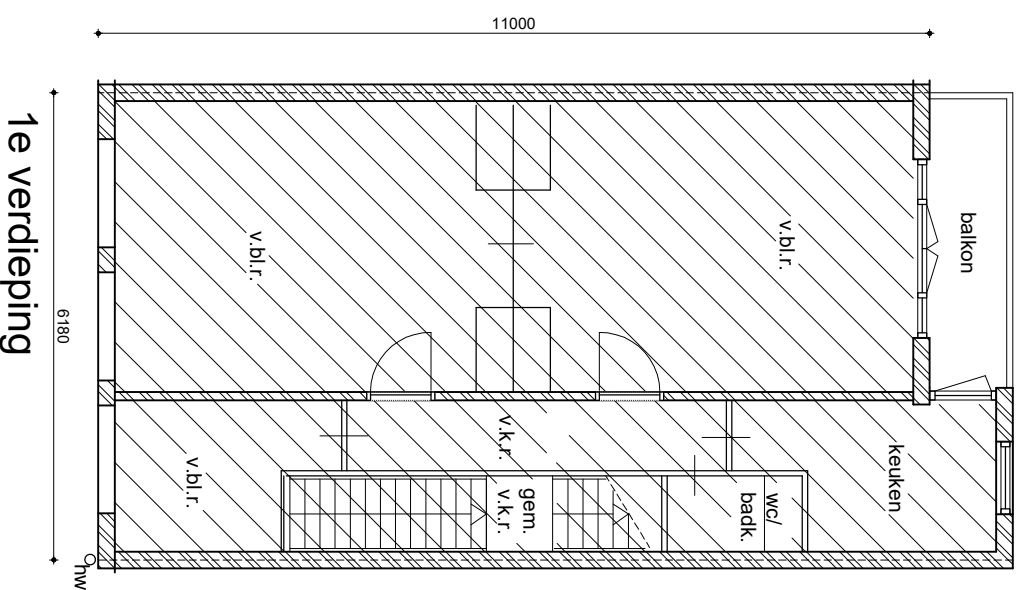 11000
1e verdieping
6180
balkon
v.bl.r.
v.bl.r.
v.k.r.
keuken
v.bl.r.
gem.
v.k.r.
wc/
badk.
hw